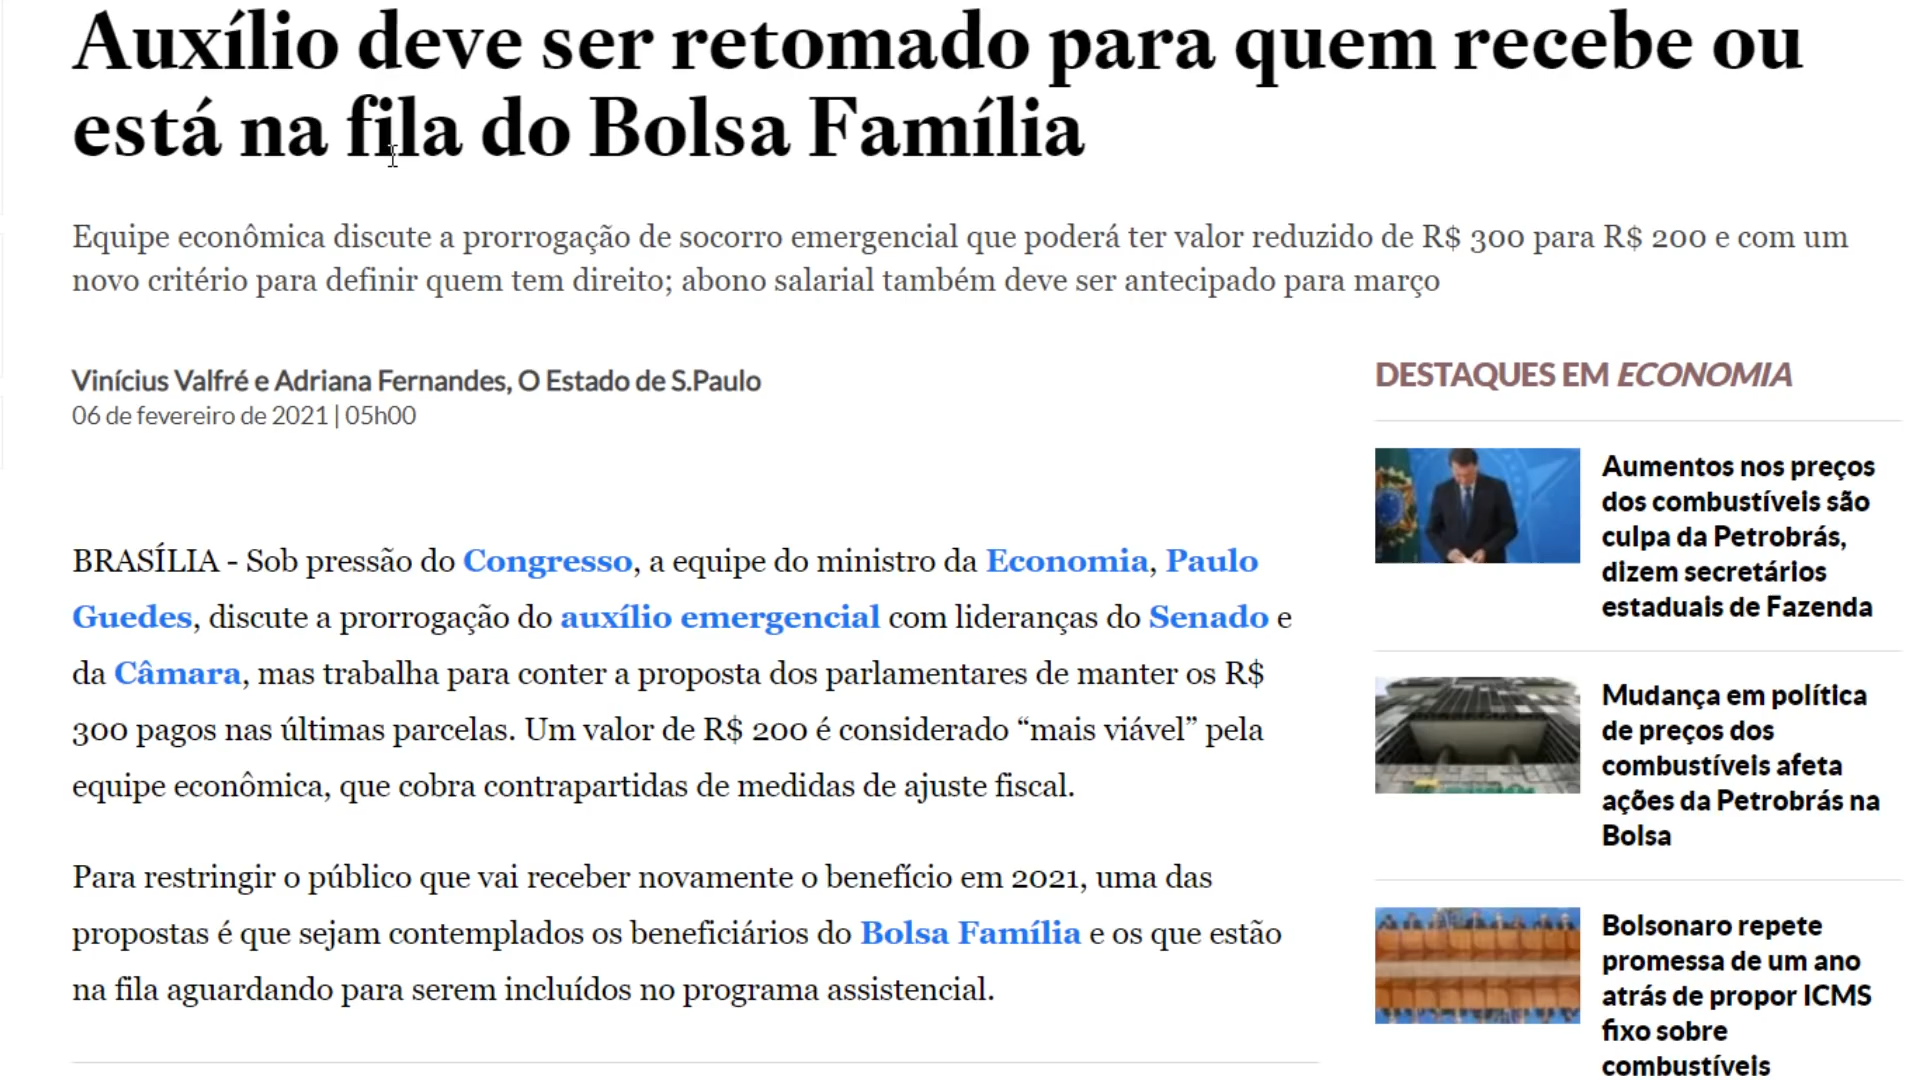 Auxílio deve ser retomado para quem recebe ou
está na fila do Bolsa Família
Equipe econômica discute a prorrogação de socorro emergencial que poderá ter valor reduzido de R$ 300 para R$ 200 e com um
novo critério para definir quem tem direito; abono salarial também deve ser antecipado para março
Vinícius Valfré e Adriana Fernandes, O Estado de S.Paulo
06 de fevereiro de 2021 | 05h00
BRASÍLIA - Sob pressão do Congresso, a equipe do ministro da Economia, Paulo
Guedes, discute a prorrogação do auxílio emergencial com lideranças do Senado e
da Câmara, mas trabalha para conter a proposta dos parlamentares de manter os R$
300 pagos nas últimas parcelas. Um valor de R$ 200 é considerado “mais viável” pela
equipe econômica, que cobra contrapartidas de medidas de ajuste fiscal.
Para restringir o público que vai receber novamente o benefício em 2021, uma das
propostas é que sejam contemplados os beneficiários do Bolsa Família e os que estão
na fila aguardando para serem incluídos no programa assistencial.
DESTAQUES EM ECONOMIA
Aumentos nos preços
dos combustíveis são
culpa da Petrobrás,
dizem secretários
estaduais de Fazenda
Mudança em política
de preços dos
combustíveis afeta
ações da Petrobrás na
Bolsa
Bolsonaro repete
promessa de um ano
atrás de propor ICMS
fixo sobre
combustíveis